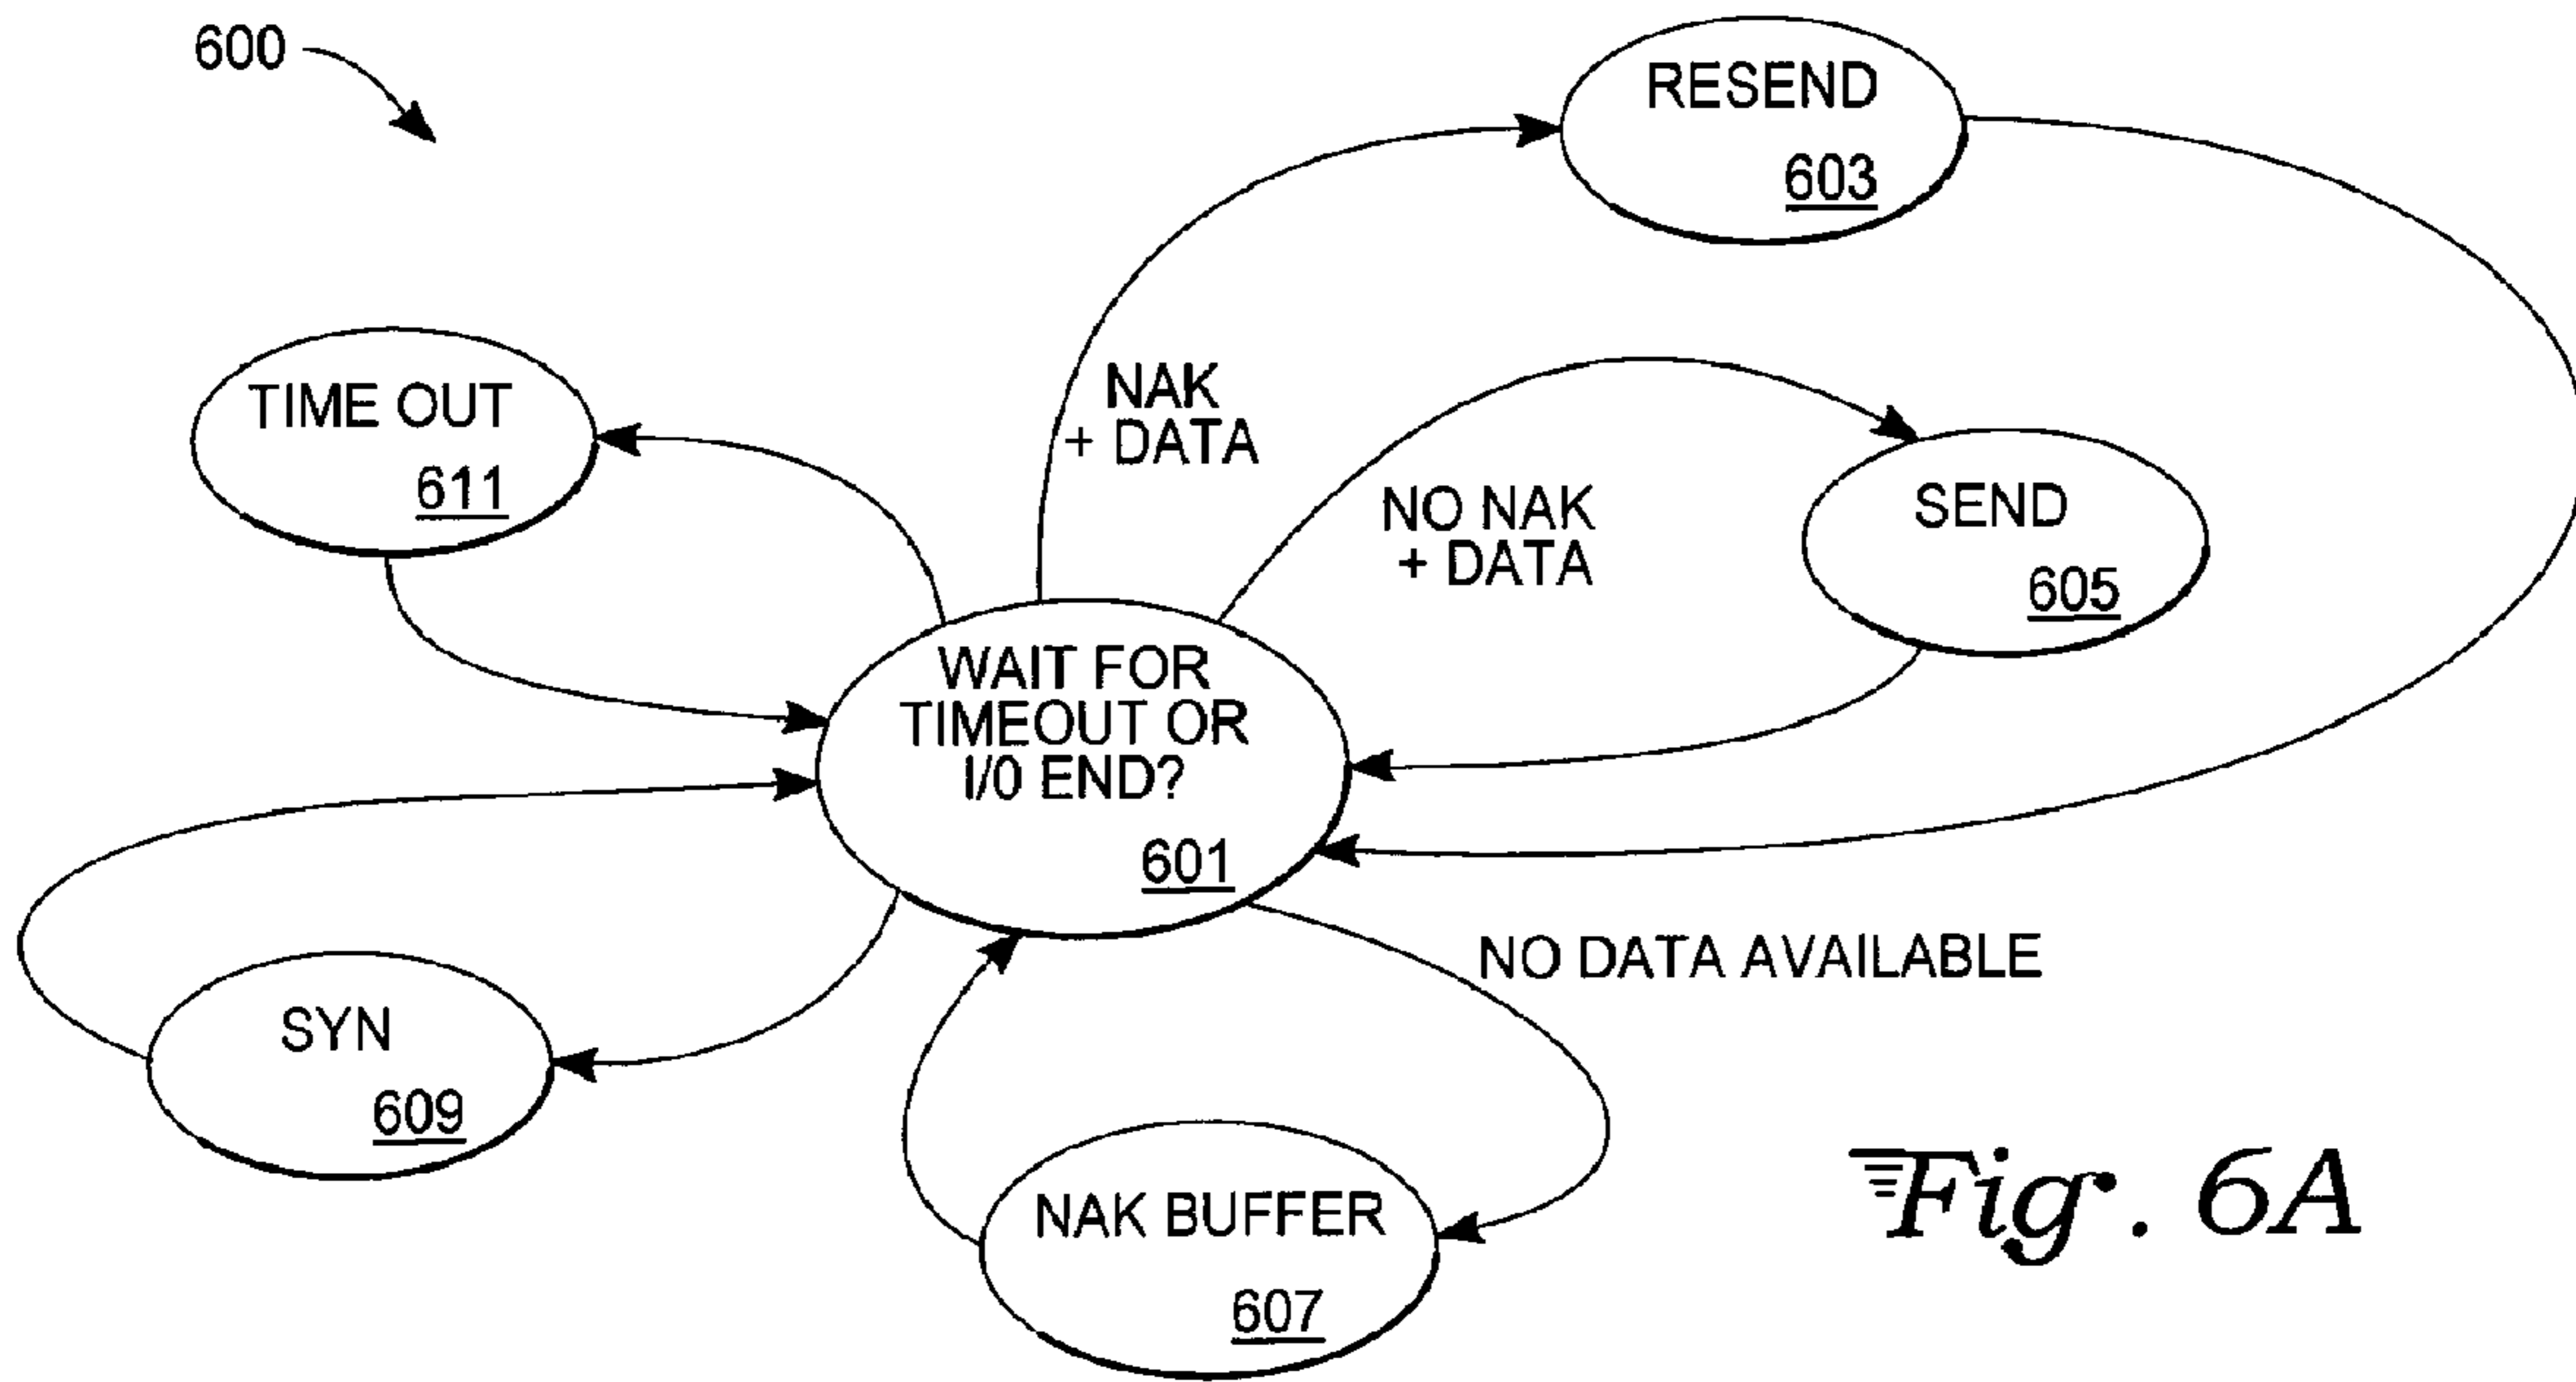 600
RESEND
603
TIME OUT
611
NAK
+ DATA
NO NAK
+ DATA
SEND
605
WAIT FOR
TIMEOUT OR
I/0 END?
601
NO DATA AVAILABLE
SYN
609
NAK BUFFER
607
Fig. 6A